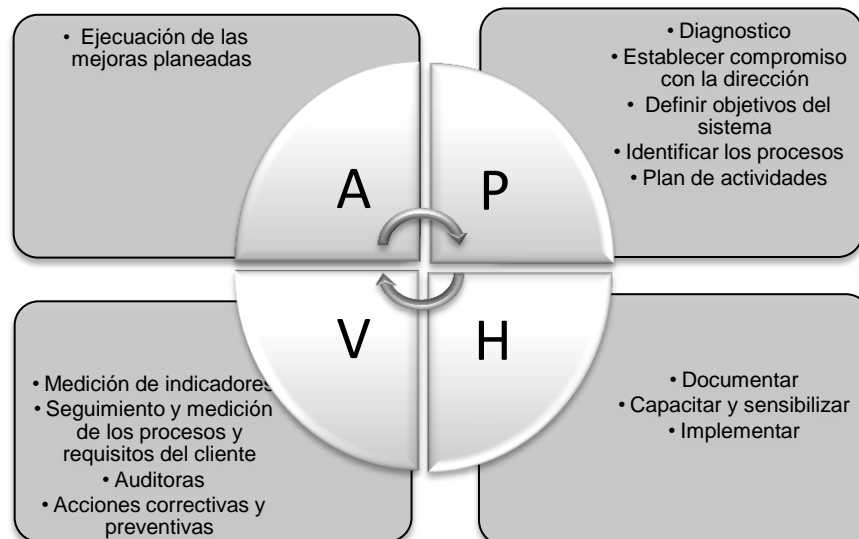 • Ejecuación de las
mejoras planeadas
• Diagnostico
• Establecer compromiso
con la dirección
• Definir objetivos del
sistema
• Identificar los procesos
• Plan de actividades
A
P
V
H
• Medición de indicadores
• Seguimiento y medición
de los procesos y
requisitos del cliente
• Auditoras
• Acciones correctivas y
preventivas
• Documentar
• Capacitar y sensibilizar
• Implementar